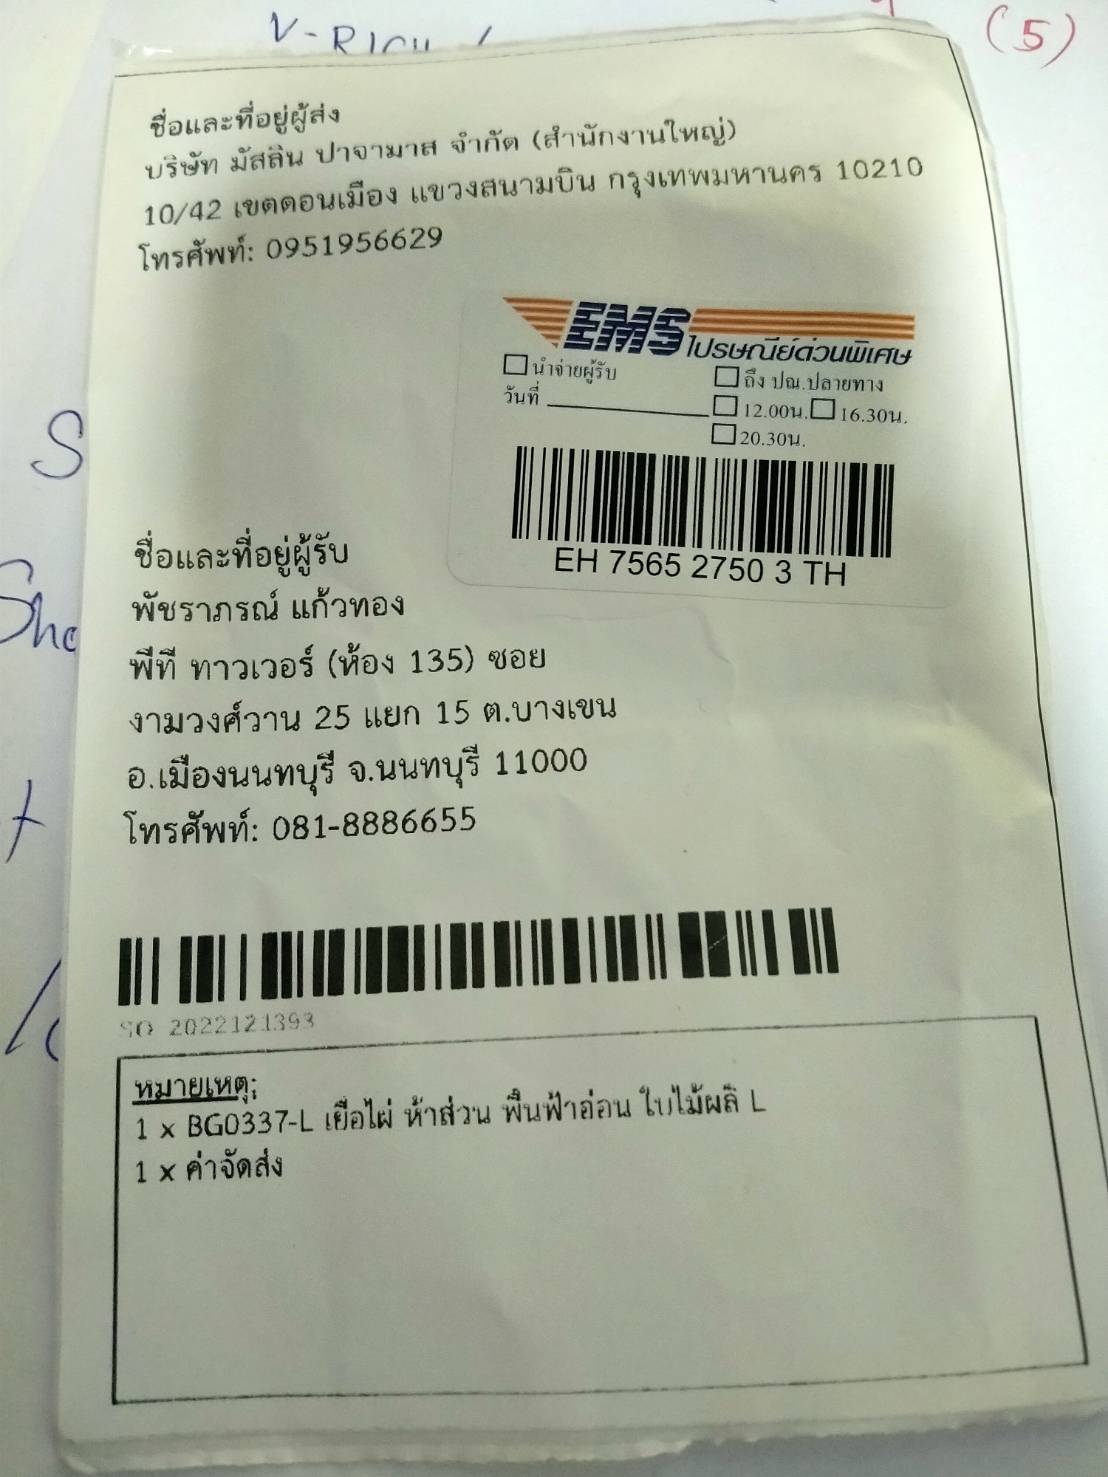 (5)
ชื่อและที่อยู่ผู้ส่ง
บริษัท มัสลิน ปาจามาส จำกัด (สำนักงานใหญ่)
10/42 เขตดอนเมือง แขวงสนามบิน กรุงเทพมหานคร 10210
โทรศัพท์: 0951956629
EMS
ไปรษณีย์ด่วนพิเศษ
นำจ่ายผู้รับ ถึง ปณ.ปลายทาง
วันที่ 12.00น. 16.30น.
20.30น.
EH 7565 2750 3 TH
ชื่อและที่อยู่ผู้รับ
พัชราภรณ์ แก้วทอง
พีที ทาวเวอร์ (ห้อง 135) ซอย
งามวงศ์วาน 25 แยก 15 ต.บางเขน
อ.เมืองนนทบุรี จ.นนทบุรี 11000
โทรศัพท์: 081-8886655
SO 2022121393
หมายเหตุ:
1 x BG0337-L เยื่อไผ่ ห้าส่วน พื้นฟ้าอ่อน ใบไม้ผลิ L
1 x ค่าจัดส่ง